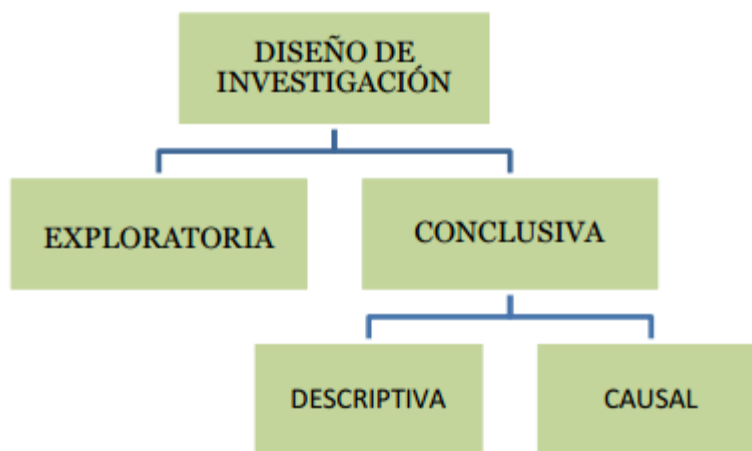 DISEÑO DE
INVESTIGACIÓN
EXPLORATORIA
CONCLUSIVA
DESCRIPTIVA
CAUSAL